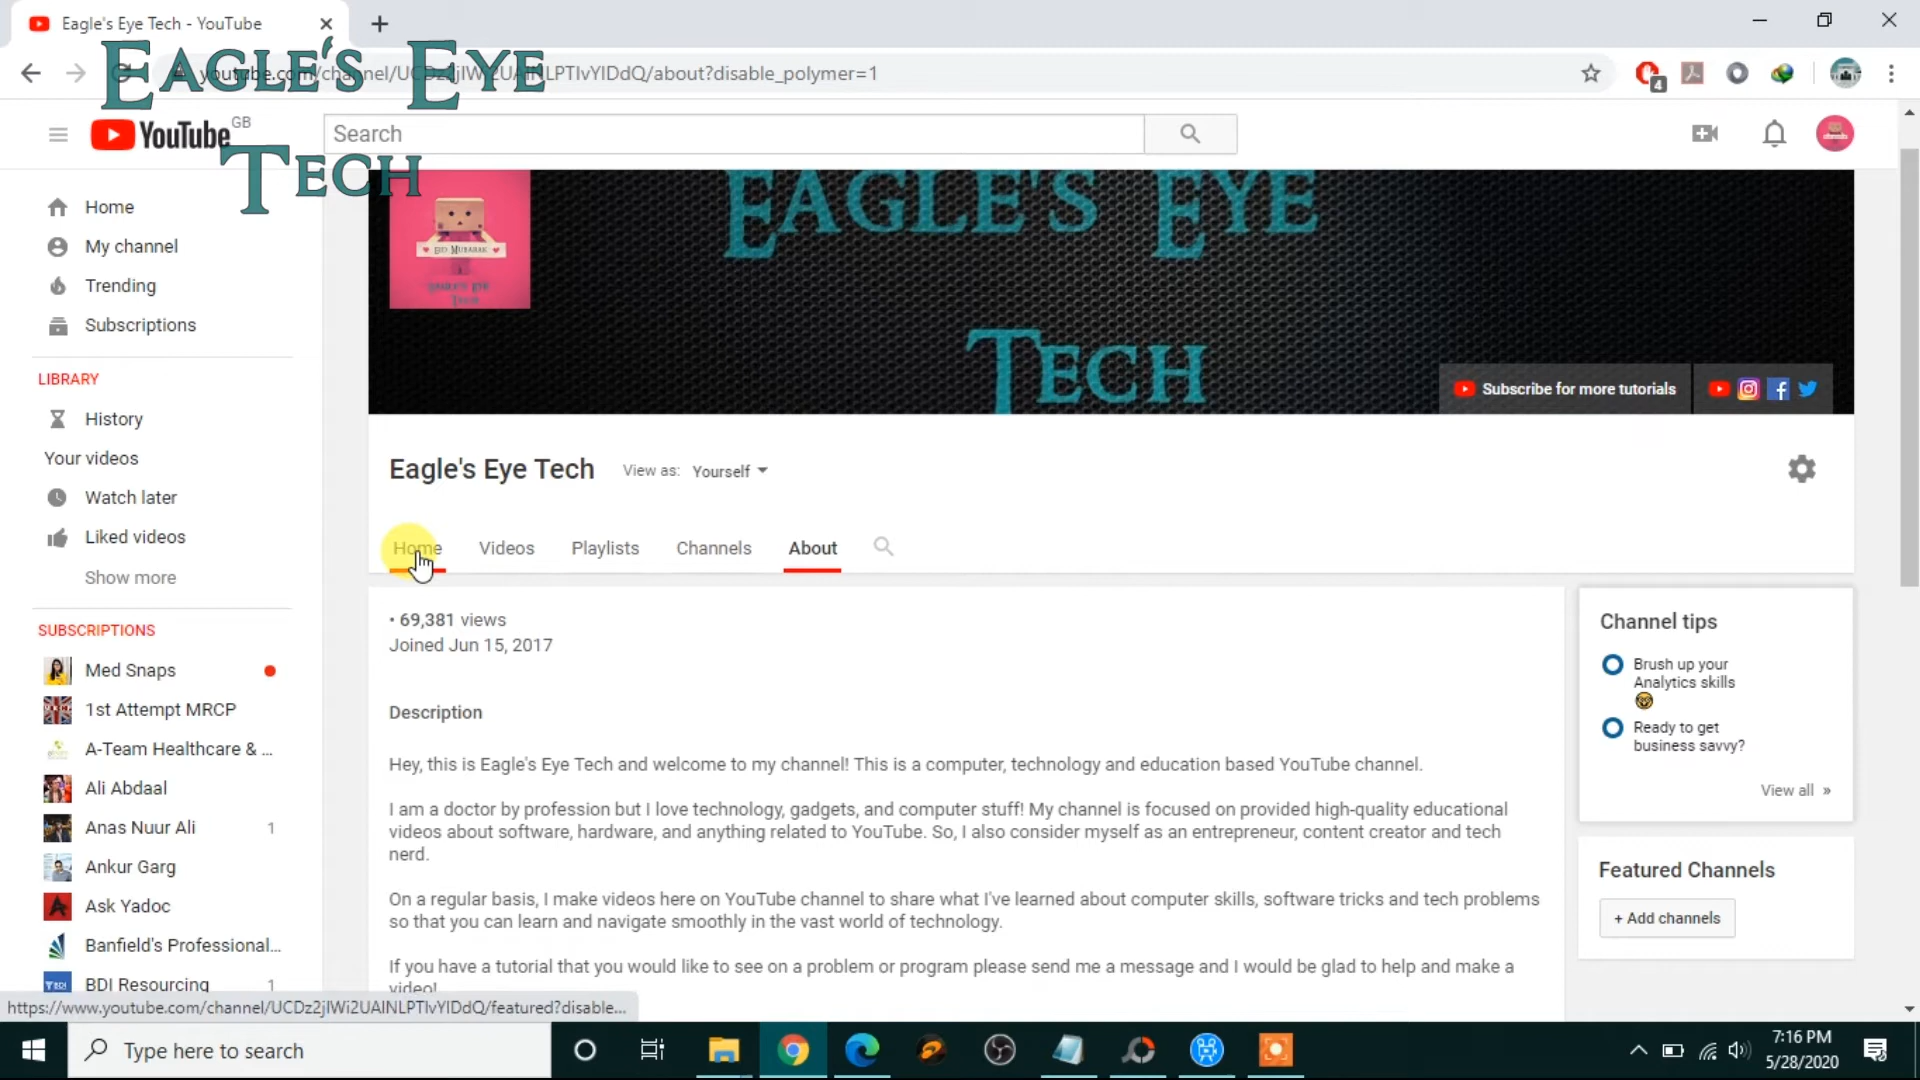 Eagle's Eye Tech - YouTube
youtube.com/channel/UCDz2jIWi2UAINLPTIvYIDdQ/about?disable_polymer=1
4
EAGLE'S EYE
TECH
YouTube GB
Search
Home
My channel
Trending
Subscriptions
LIBRARY
History
Your videos
Watch later
Liked videos
Show more
SUBSCRIPTIONS
Med Snaps
1st Attempt MRCP
A-Team Healthcare & ...
Ali Abdaal
Anas Nuur Ali 1
Ankur Garg
Ask Yadoc
Banfield's Professional...
BDI Resourcing 1
EID MUBARAK
EAGLE'S EYE
TECH
EAGLE'S EYE
TECH
Subscribe for more tutorials
Eagle's Eye Tech View as: Yourself
Home Videos Playlists Channels About
• 69,381 views
Joined Jun 15, 2017
Description
Hey, this is Eagle's Eye Tech and welcome to my channel! This is a computer, technology and education based YouTube channel.
I am a doctor by profession but I love technology, gadgets, and computer stuff! My channel is focused on provided high-quality educational
videos about software, hardware, and anything related to YouTube. So, I also consider myself as an entrepreneur, content creator and tech
nerd.
On a regular basis, I make videos here on YouTube channel to share what I've learned about computer skills, software tricks and tech problems
so that you can learn and navigate smoothly in the vast world of technology.
If you have a tutorial that you would like to see on a problem or program please send me a message and I would be glad to help and make a
video!
Channel tips
Brush up your
Analytics skills
Ready to get
business savvy?
View all »
Featured Channels
+ Add channels
https://www.youtube.com/channel/UCDz2jIWi2UAINLPTIvYIDdQ/featured?disable...
Type here to search
7:16 PM
5/28/2020